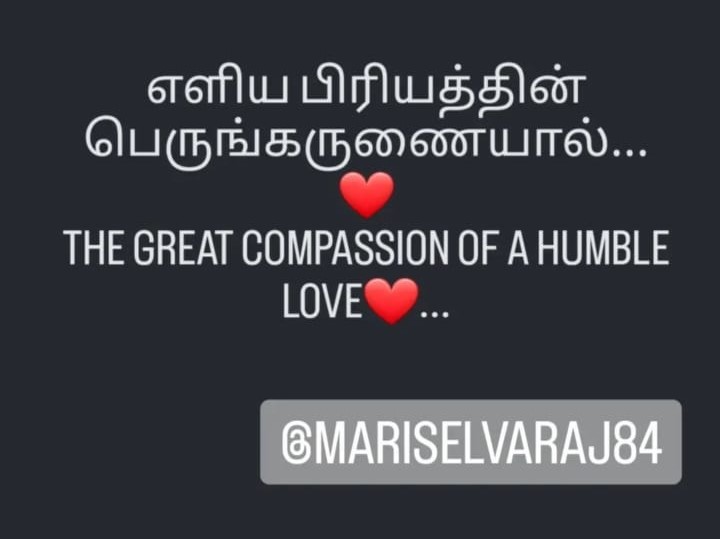 எளிய பிரியத்தின்
பெருங்கருணையால்...
❤️
THE GREAT COMPASSION OF A HUMBLE
LOVE❤️...
@MARISELVARAJ84